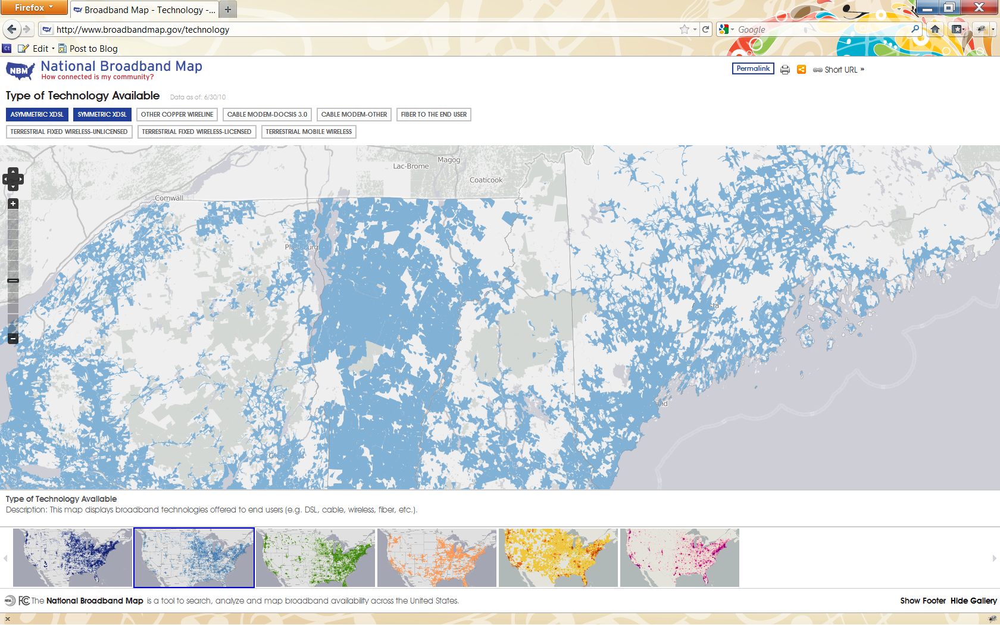 Firefox
Broadband Map - Technology -...
http://www.broadbandmap.gov/technology
Google
Edit
Post to Blog
NBM
National Broadband Map
How connected is my community?
Permalink
Short URL »
Type of Technology Available
Data as of: 6/30/10
ASYMMETRIC XDSL
SYMMETRIC XDSL
OTHER COPPER WIRELINE
CABLE MODEM-DOCSIS 3.0
CABLE MODEM-OTHER
FIBER TO THE END USER
TERRESTRIAL FIXED WIRELESS-UNLICENSED
TERRESTRIAL FIXED WIRELESS-LICENSED
TERRESTRIAL MOBILE WIRELESS
Magog
Lac-Brome
Coaticook
Cornwall
Type of Technology Available
Description: This map displays broadband technologies offered to end users (e.g. DSL, cable, wireless, fiber, etc.).
FC The National Broadband Map is a tool to search, analyze and map broadband availability across the United States.
Show Footer Hide Gallery